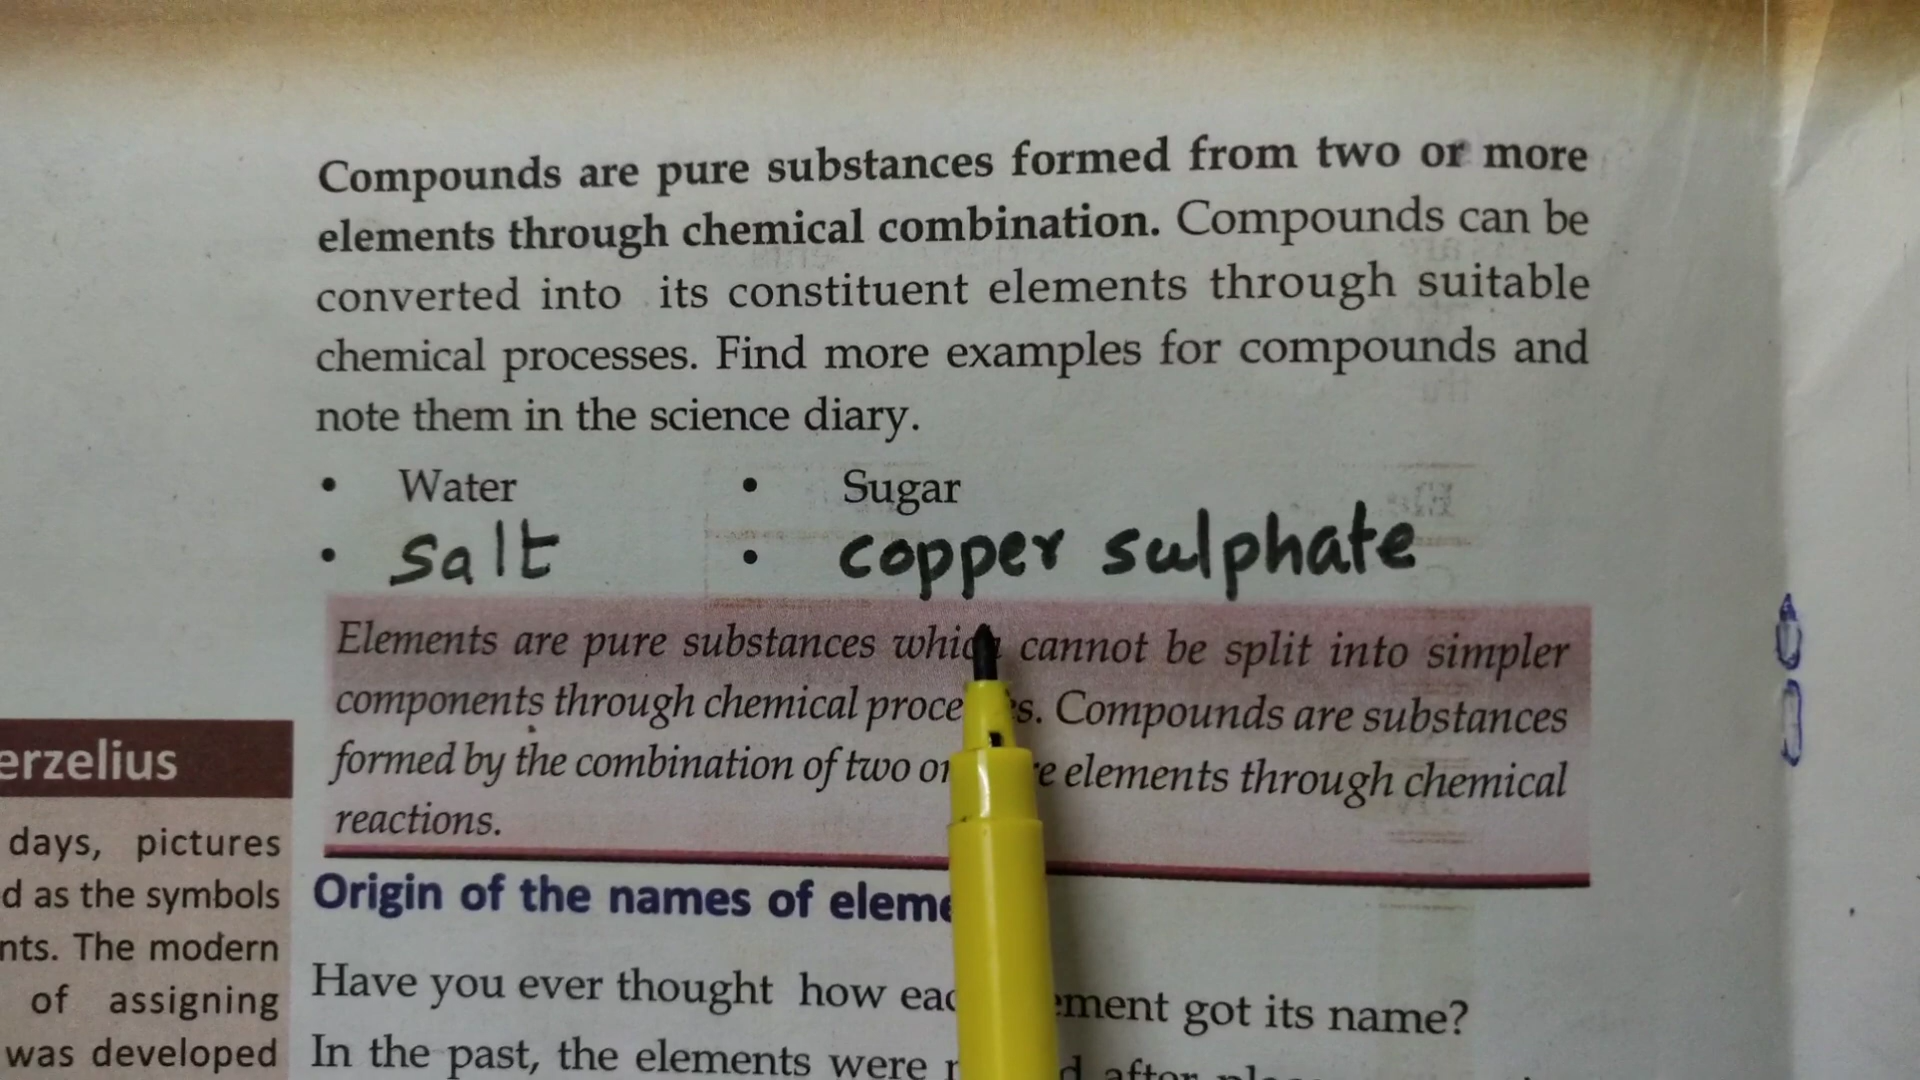 Compounds are pure substances formed from two or more
elements through chemical combination. Compounds can be
converted into its constituent elements through suitable
chemical processes. Find more examples for compounds and
note them in the science diary.
• Water • Sugar
• salt • copper sulphate
Elements are pure substances which cannot be split into simpler
components through chemical . Compounds are substances
formed by the combination of two elements through chemical
reactions.
Origin of the names of
Have you ever thought how got its name?
In the past, the elements were
erzelius
days, pictures
d as the symbols
nts. The modern
of assigning
was developed